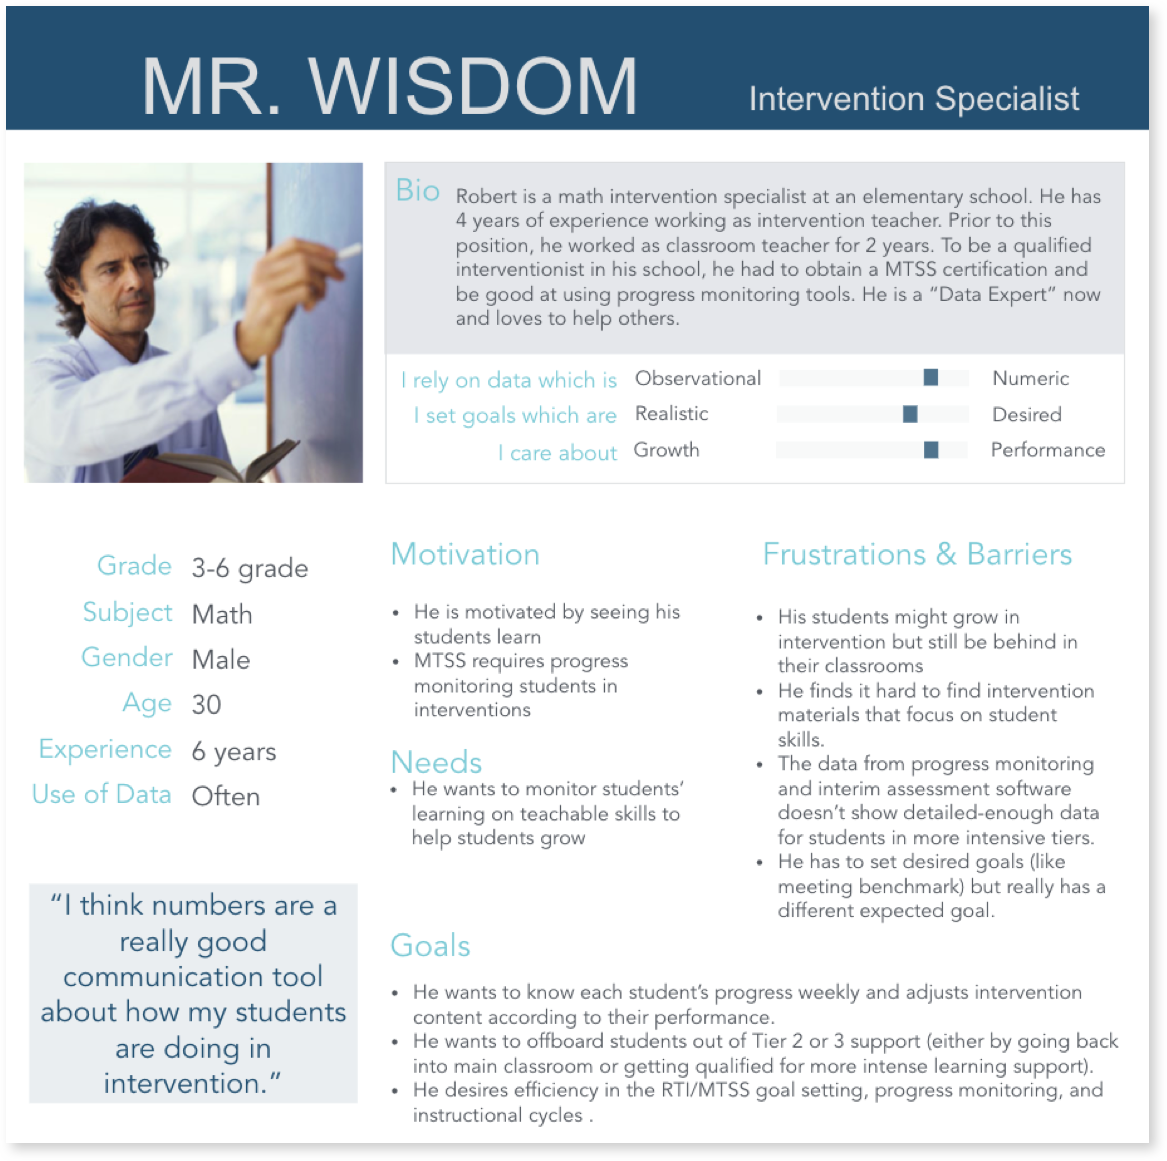 MR. WISDOM
Intervention Specialist
Bio
Robert is a math intervention specialist at an elementary school. He has
4 years of experience working as intervention teacher. Prior to this
position, he worked as classroom teacher for 2 years. To be a qualified
interventionist in his school, he had to obtain a MTSS certification and
be good at using progress monitoring tools. He is a “Data Expert” now
and loves to help others.
I rely on data which is Observational Numeric
I set goals which are Realistic Desired
I care about Growth Performance
Grade 3-6 grade
Subject Math
Gender Male
Age 30
Experience 6 years
Use of Data Often
“I think numbers are a
really good
communication tool
about how my students
are doing in
intervention.”
Motivation
• He is motivated by seeing his
students learn
• MTSS requires progress
monitoring students in
interventions
Needs
• He wants to monitor students’
learning on teachable skills to
help students grow
Frustrations & Barriers
• His students might grow in
intervention but still be behind in
their classrooms
• He finds it hard to find intervention
materials that focus on student
skills.
• The data from progress monitoring
and interim assessment software
doesn’t show detailed-enough data
for students in more intensive tiers.
• He has to set desired goals (like
meeting benchmark) but really has a
different expected goal.
Goals
• He wants to know each student’s progress weekly and adjusts intervention
content according to their performance.
• He wants to offboard students out of Tier 2 or 3 support (either by going back
into main classroom or getting qualified for more intense learning support).
• He desires efficiency in the RTI/MTSS goal setting, progress monitoring, and
instructional cycles .